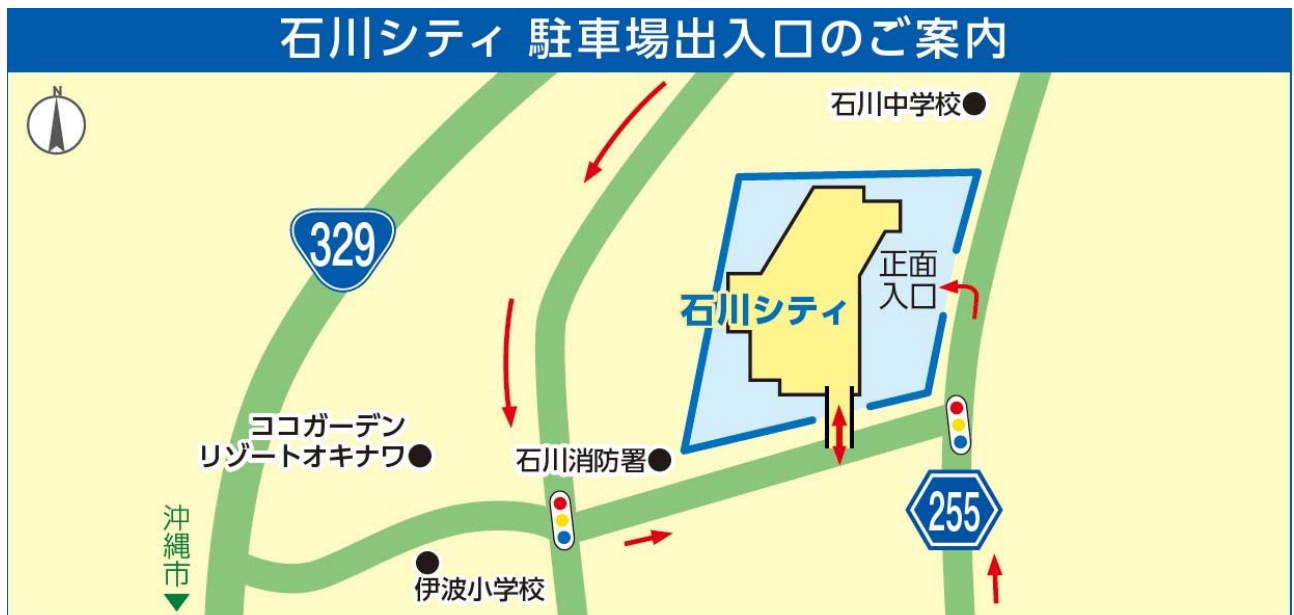 石川シティ 駐車場出入口のご案内
N
石川中学校
329
正面
入口
石川シティ
ココガーデン
リゾートオキナワ
石川消防署
255
沖縄市
伊波小学校